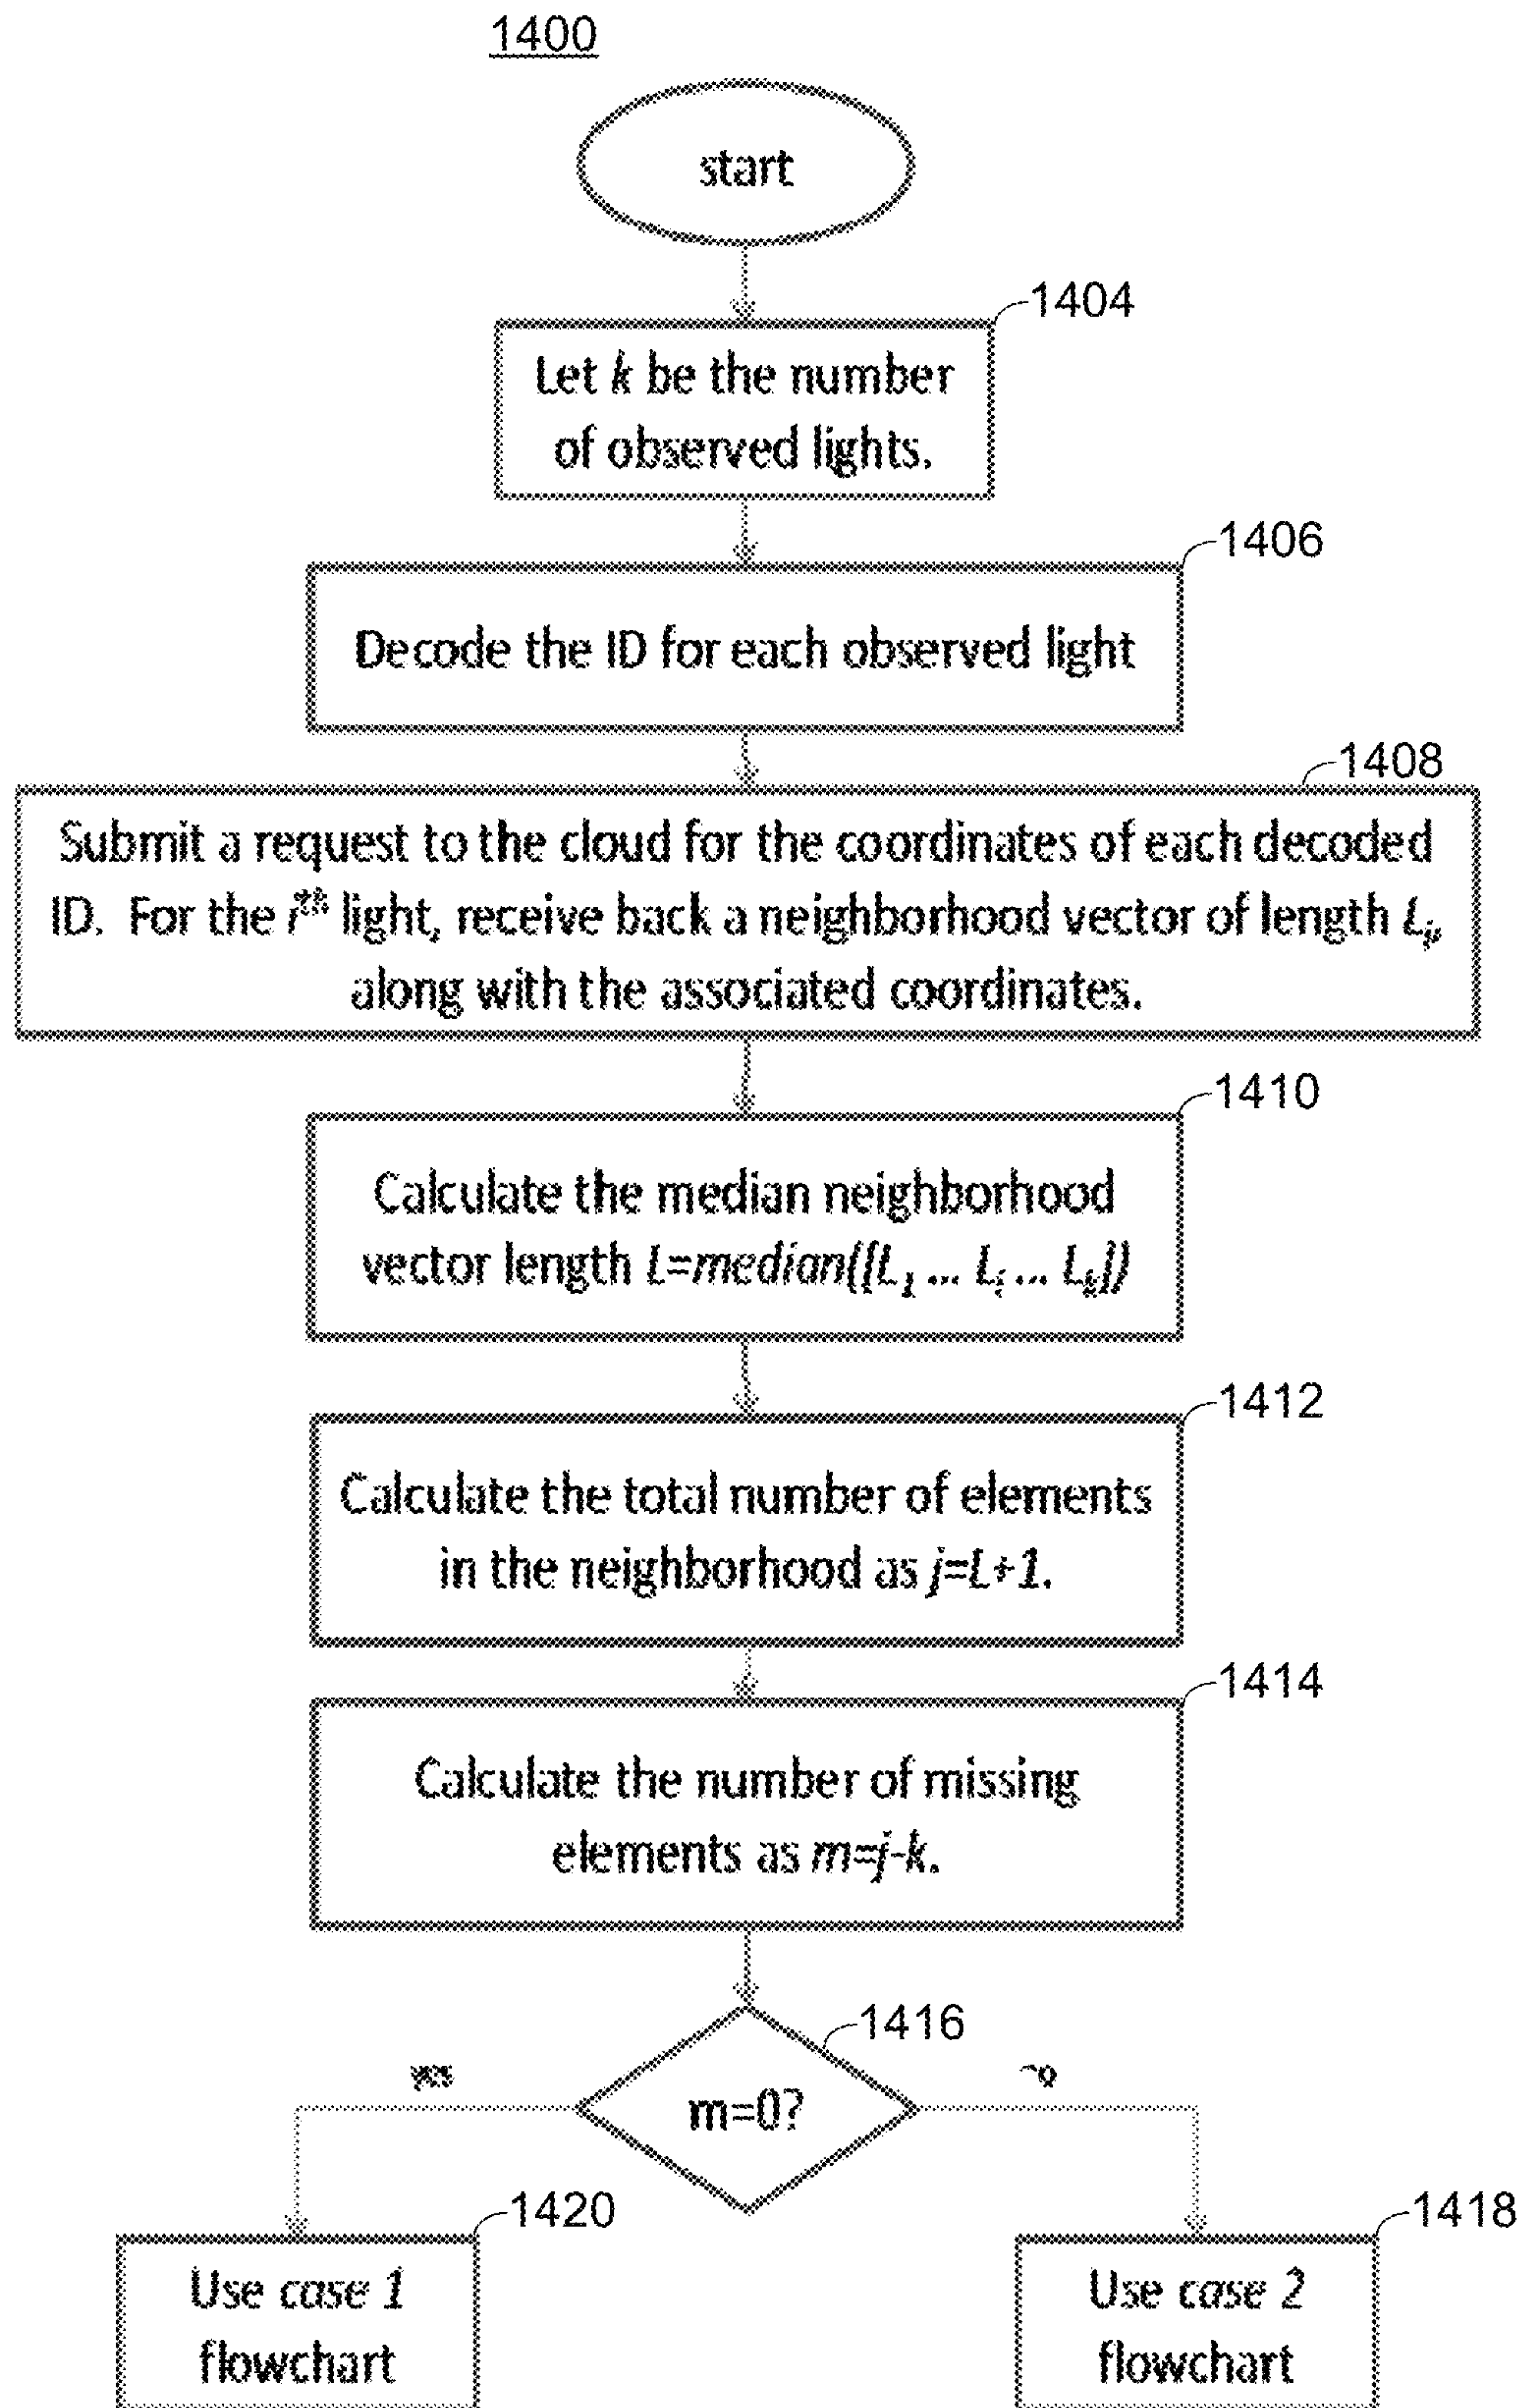 1400
start
1404
Let k be the number
of observed lights.
1406
Decode the ID for each observed light
1408
Submit a request to the cloud for the coordinates of each decoded
ID. For the ith light, receive back a neighborhood vector of length Li,
along with the associated coordinates.
1410
Calculate the median neighborhood
vector length L=median([L1 ... Li ... Lk])
1412
Calculate the total number of elements
in the neighborhood as j=L+1.
1414
Calculate the number of missing
elements as m=j-k.
1416
yes
no
m=0?
1420
1418
Use case 1
flowchart
Use case 2
flowchart